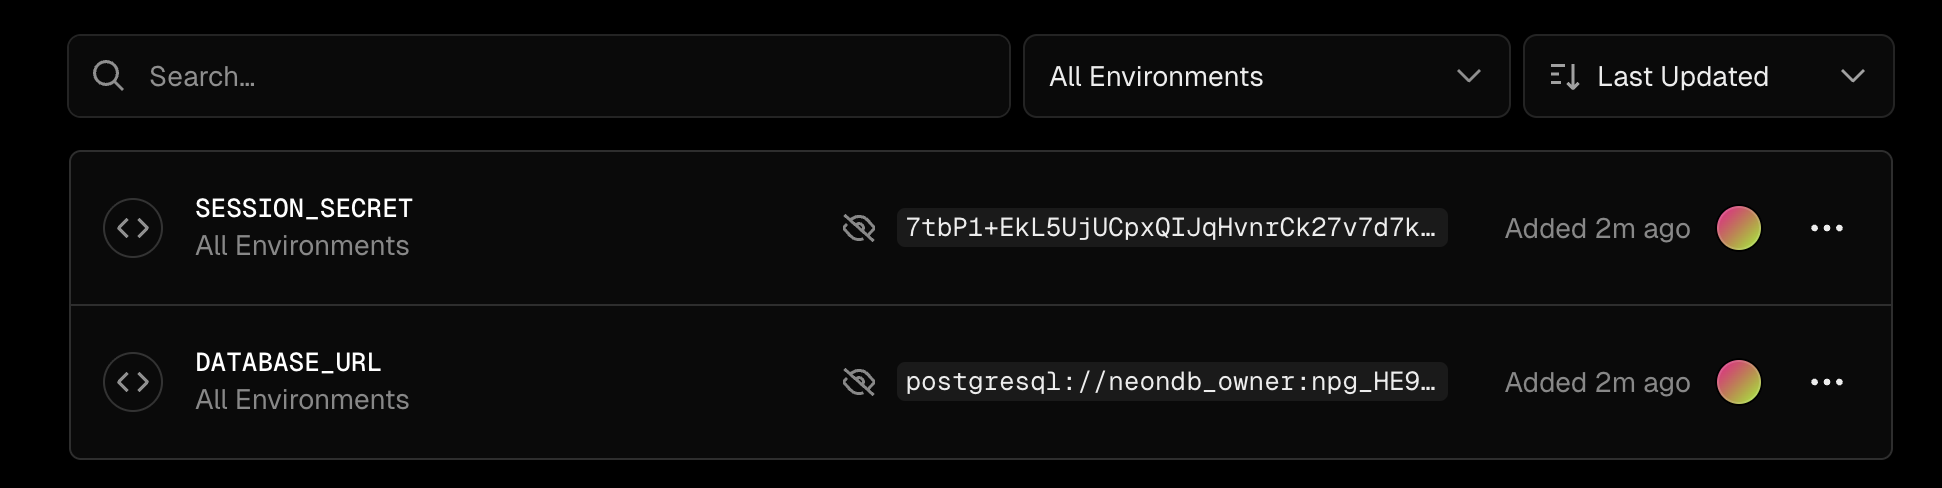 Search...
All Environments
Last Updated
SESSION_SECRET
All Environments
7tbP1+EkL5UjUCpxQIJqHvnrCk27v7d7k…
Added 2m ago
DATABASE_URL
All Environments
postgresql://neondb_owner:npg_HE9…
Added 2m ago